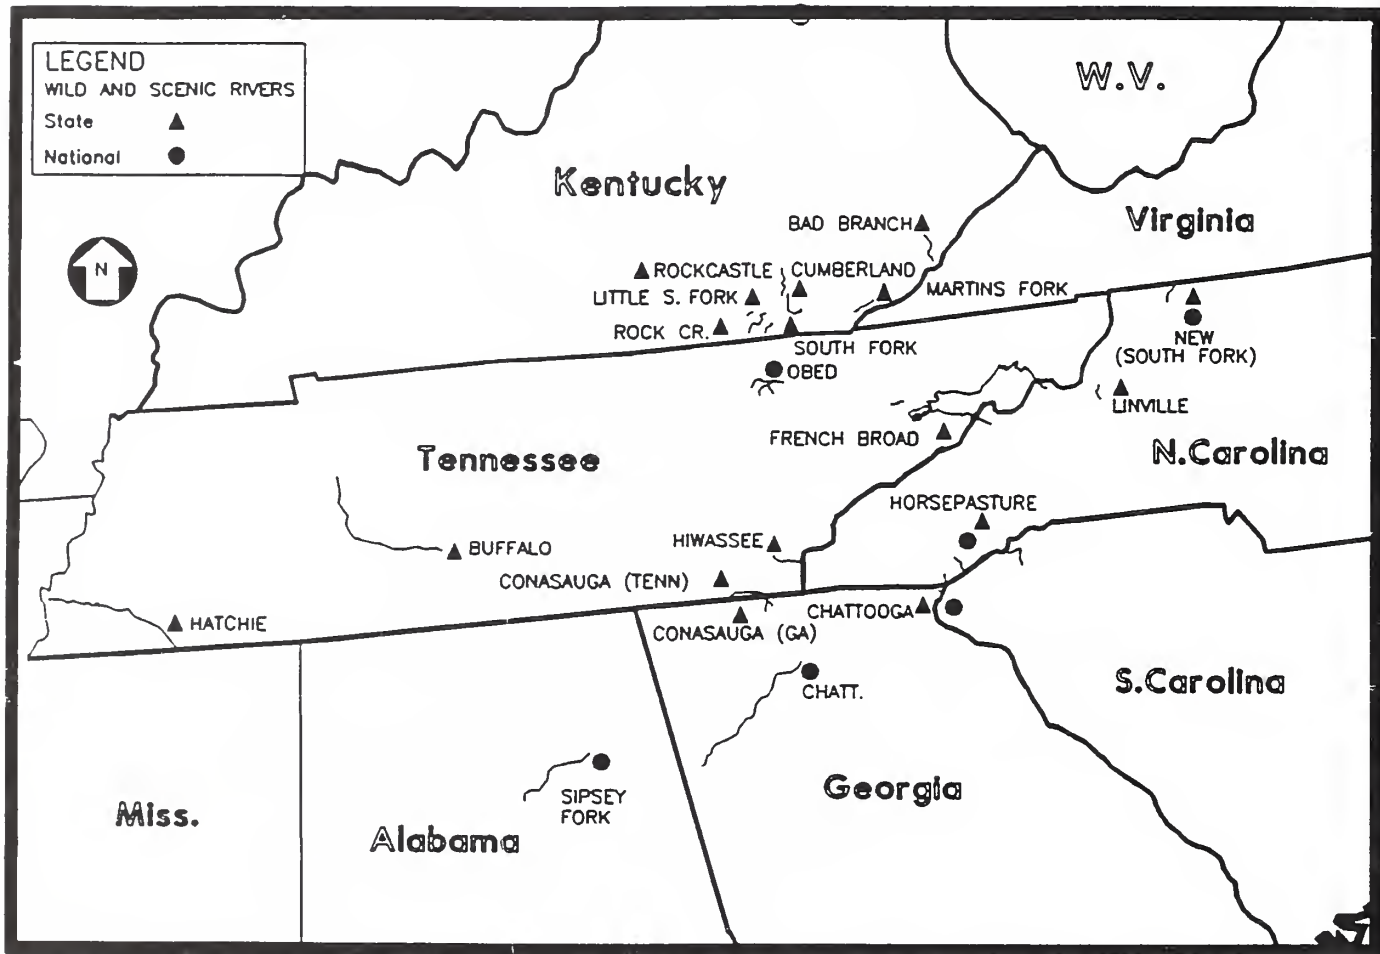 LEGEND
WILD AND SCENIC RIVERS
State
National
W.V.
Kentucky
Virginia
BAD BRANCH
N
ROCKCASTLE
CUMBERLAND
LITTLE S. FORK
MARTINS FORK
ROCK CR.
SOUTH FORK
NEW
(SOUTH FORK)
OBED
LINVILLE
FRENCH BROAD
Tennessee
N.Carolina
HORSEPASTURE
BUFFALO
HIWASSEE
CONASAUGA (TENN)
HATCHIE
CHATTOOGA
CONASAUGA (GA)
CHATT.
S.Carolina
Georgia
SIPSEY
FORK
Miss.
Alabama